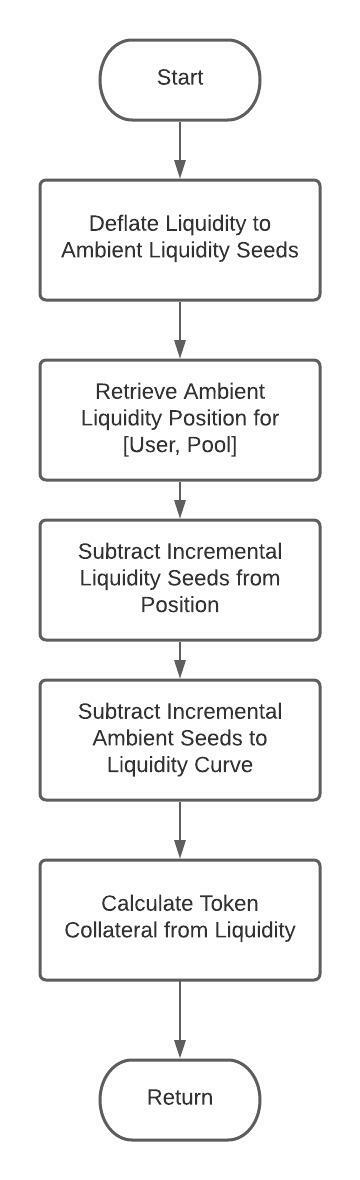 Start
Deflate Liquidity to
Ambient Liquidity Seeds
Retrieve Ambient
Liquidity Position for
[User, Pool]
Subtract Incremental
Liquidity Seeds from
Position
Subtract Incremental
Ambient Seeds to
Liquidity Curve
Calculate Token
Collateral from Liquidity
Return